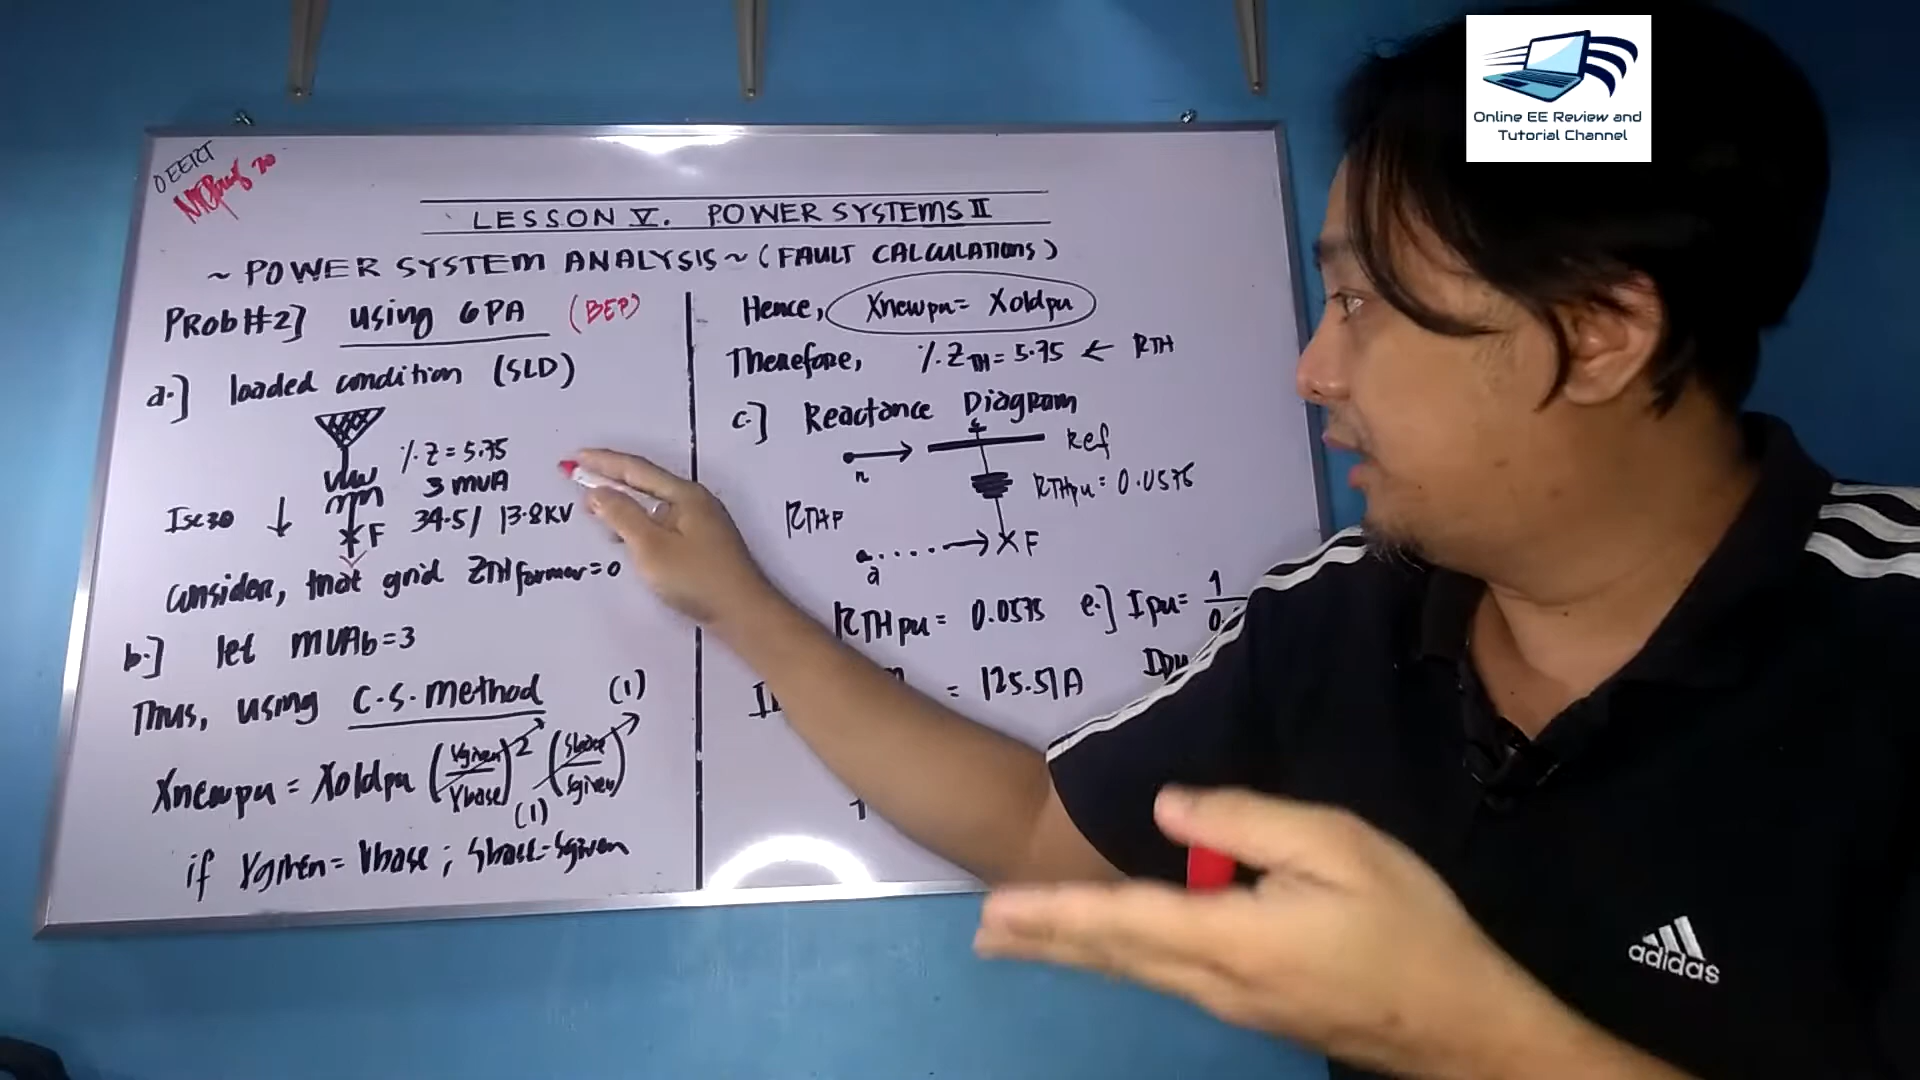 OEERT
LESSON V. POWER SYSTEMS II
~ POWER SYSTEM ANALYSIS ~ (FAULT CALCULATIONS)
PROB#2] using GPA (BEP)
a.] loaded condition (SLD)
% Z = 5.75
3 MVA
34.5/ 13.8KV
Isc3Ø
F
consider, that grid ZTHformer = 0
b.] let MVAb = 3
Thus, using C.S. method (1)
Xnewpu = Xoldpu (Vgiven/Vbase)2 (Sbase/Sgiven)
(1)
if Vgiven = Vbase ; Sbase = Sgiven
Hence, Xnewpu = Xoldpu
Therefore, % ZTH = 5.75 ← RTH
c.] Reactance Diagram
n
Ref
RTHpu = 0.0575
RTHF
a
XF
RTHpu = 0.0575 e.] Ipu = 1
= 125.51A
Online EE Review and
Tutorial Channel
adidas